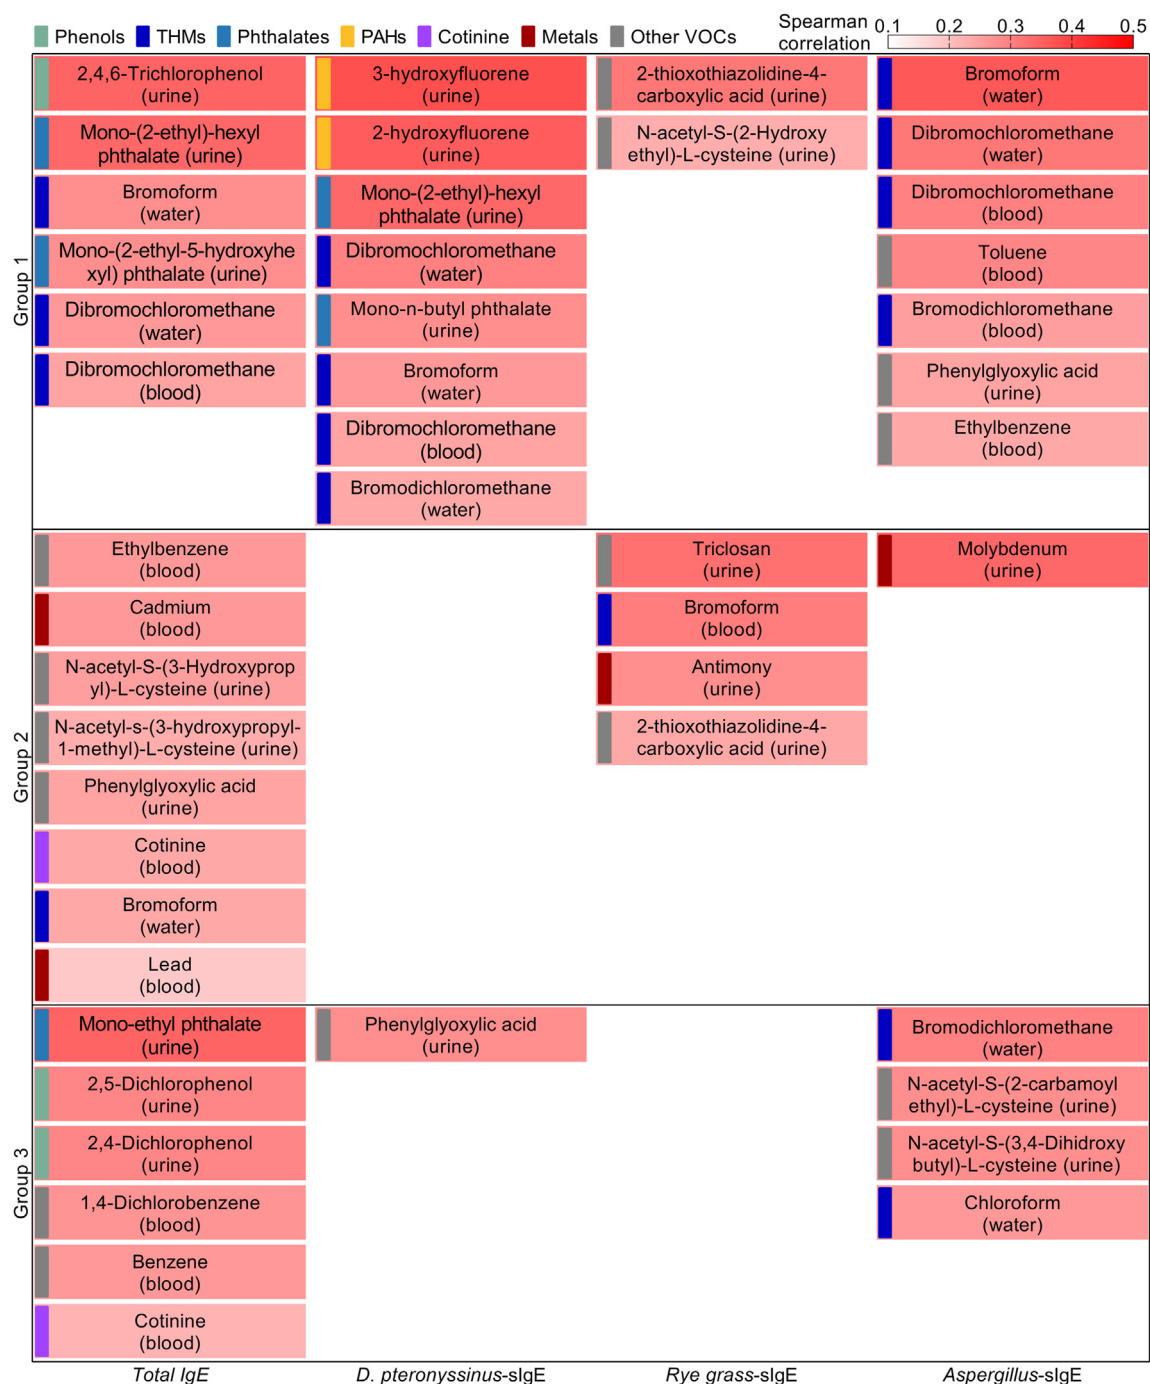 Phenols THMs Phthalates PAHs Cotinine Metals Other VOCs
Spearman
correlation
0.1 0.2 0.3 0.4 0.5
Group 1
2,4,6-Trichlorophenol
(urine)
Mono-(2-ethyl)-hexyl
phthalate (urine)
Bromoform
(water)
Mono-(2-ethyl-5-hydroxyhe
xyl) phthalate (urine)
Dibromochloromethane
(water)
Dibromochloromethane
(blood)
3-hydroxyfluorene
(urine)
2-hydroxyfluorene
(urine)
Mono-(2-ethyl)-hexyl
phthalate (urine)
Dibromochloromethane
(water)
Mono-n-butyl phthalate
(urine)
Bromoform
(water)
Dibromochloromethane
(blood)
Bromodichloromethane
(water)
2-thioxothiazolidine-4-
carboxylic acid (urine)
N-acetyl-S-(2-Hydroxy
ethyl)-L-cysteine (urine)
Bromoform
(water)
Dibromochloromethane
(water)
Dibromochloromethane
(blood)
Toluene
(blood)
Bromodichloromethane
(blood)
Phenylglyoxylic acid
(urine)
Ethylbenzene
(blood)
Group 2
Ethylbenzene
(blood)
Cadmium
(blood)
N-acetyl-S-(3-Hydroxyprop
yl)-L-cysteine (urine)
N-acetyl-s-(3-hydroxypropyl-
1-methyl)-L-cysteine (urine)
Phenylglyoxylic acid
(urine)
Cotinine
(blood)
Bromoform
(water)
Lead
(blood)
Triclosan
(urine)
Bromoform
(blood)
Antimony
(urine)
2-thioxothiazolidine-4-
carboxylic acid (urine)
Molybdenum
(urine)
Group 3
Mono-ethyl phthalate
(urine)
2,5-Dichlorophenol
(urine)
2,4-Dichlorophenol
(urine)
1,4-Dichlorobenzene
(blood)
Benzene
(blood)
Cotinine
(blood)
Phenylglyoxylic acid
(urine)
Bromodichloromethane
(water)
N-acetyl-S-(2-carbamoyl
ethyl)-L-cysteine (urine)
N-acetyl-S-(3,4-Dihidroxy
butyl)-L-cysteine (urine)
Chloroform
(water)
Total IgE
D. pteronyssinus-sIgE
Rye grass-sIgE
Aspergillus-sIgE